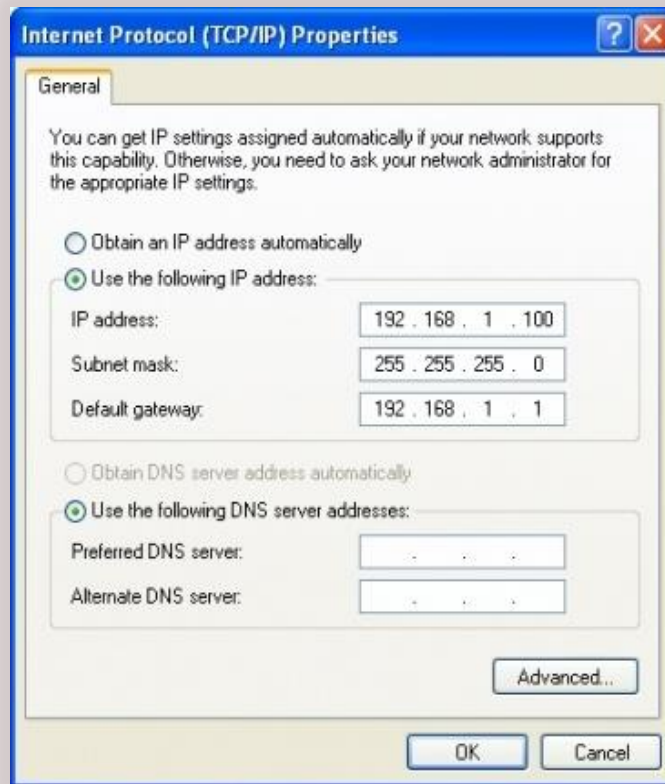 Internet Protocol (TCP/IP) Properties
General
You can get IP settings assigned automatically if your network supports
this capability. Otherwise, you need to ask your network administrator for
the appropriate IP settings.
Obtain an IP address automatically
Use the following IP address:
IP address: 192 . 168 . 1 . 100
Subnet mask: 255 . 255 . 255 . 0
Default gateway: 192 . 168 . 1 . 1
Obtain DNS server address automatically
Use the following DNS server addresses:
Preferred DNS server: . . .
Alternate DNS server: . . .
Advanced...
OK Cancel